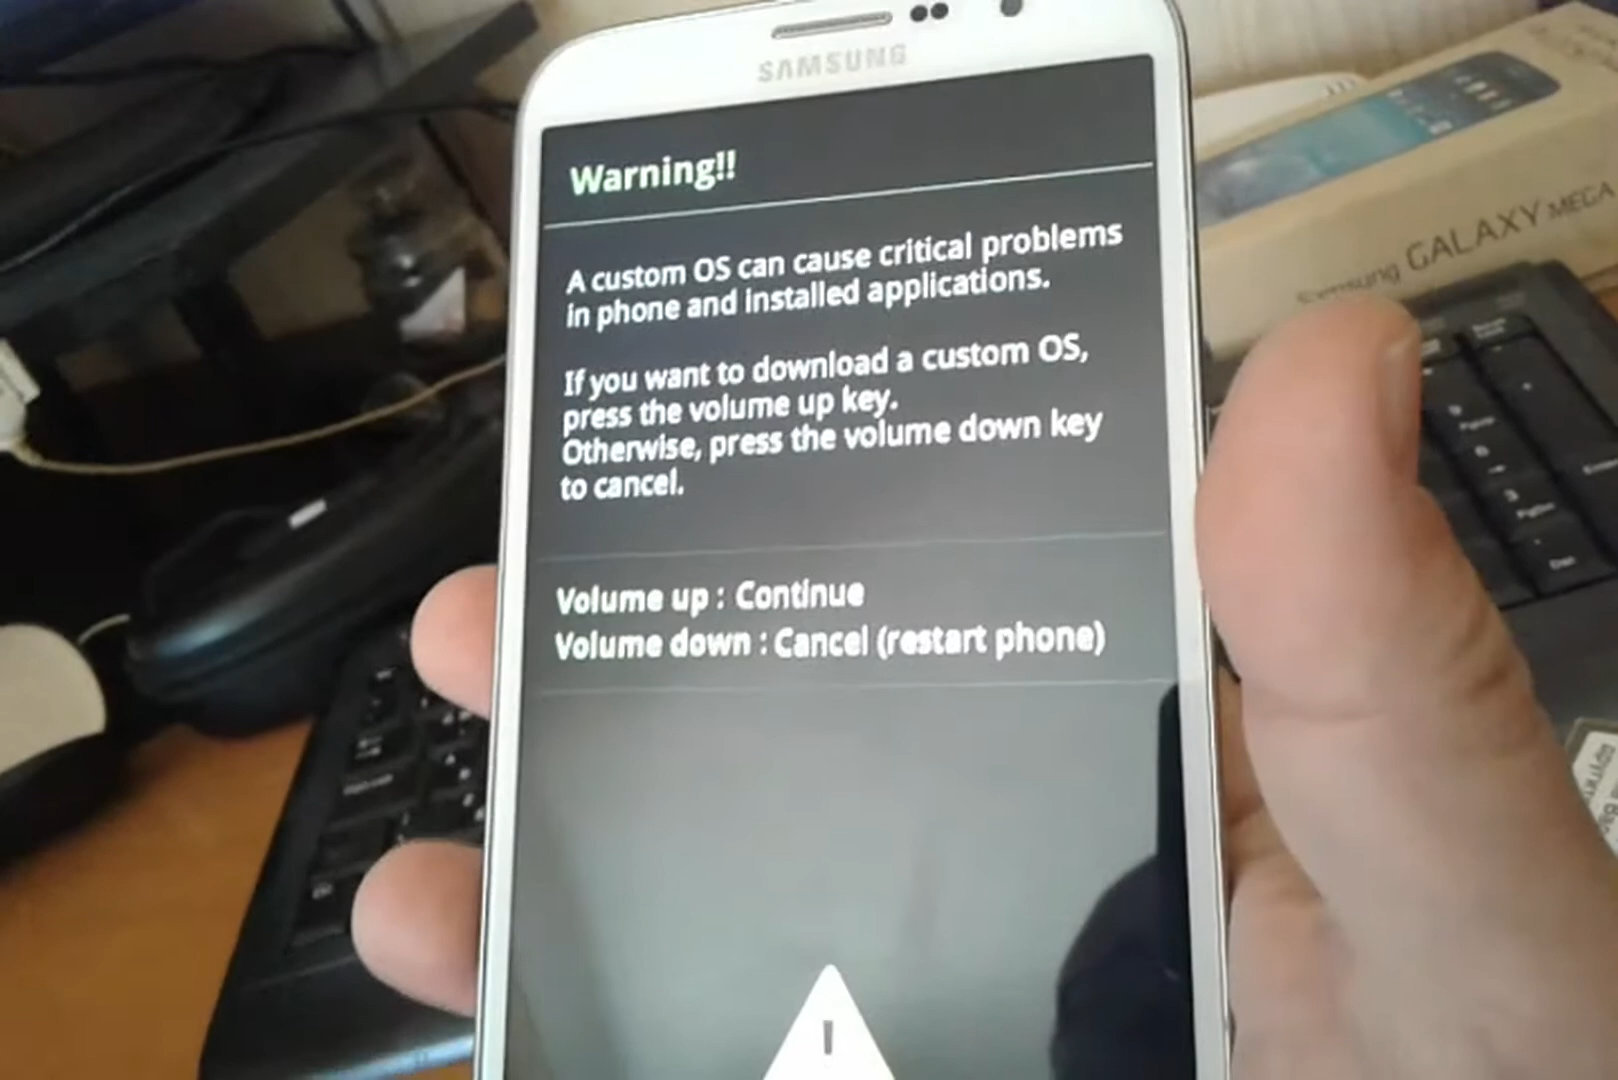 SAMSUNG
Warning!!
A custom OS can cause critical problems
in phone and installed applications.
If you want to download a custom OS,
press the volume up key.
Otherwise, press the volume down key
to cancel.
Volume up : Continue
Volume down : Cancel (restart phone)
!
Samsung GALAXY MEGA